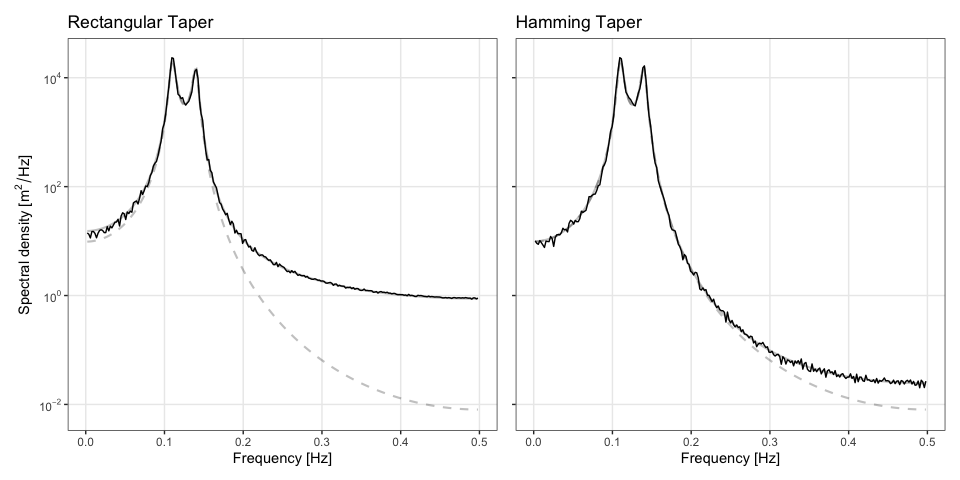 Rectangular Taper
Hamming Taper
Spectral density [m²/Hz]
10⁴
10²
10⁰
10⁻²
0.0 0.1 0.2 0.3 0.4 0.5
0.0 0.1 0.2 0.3 0.4 0.5
Frequency [Hz]
Frequency [Hz]